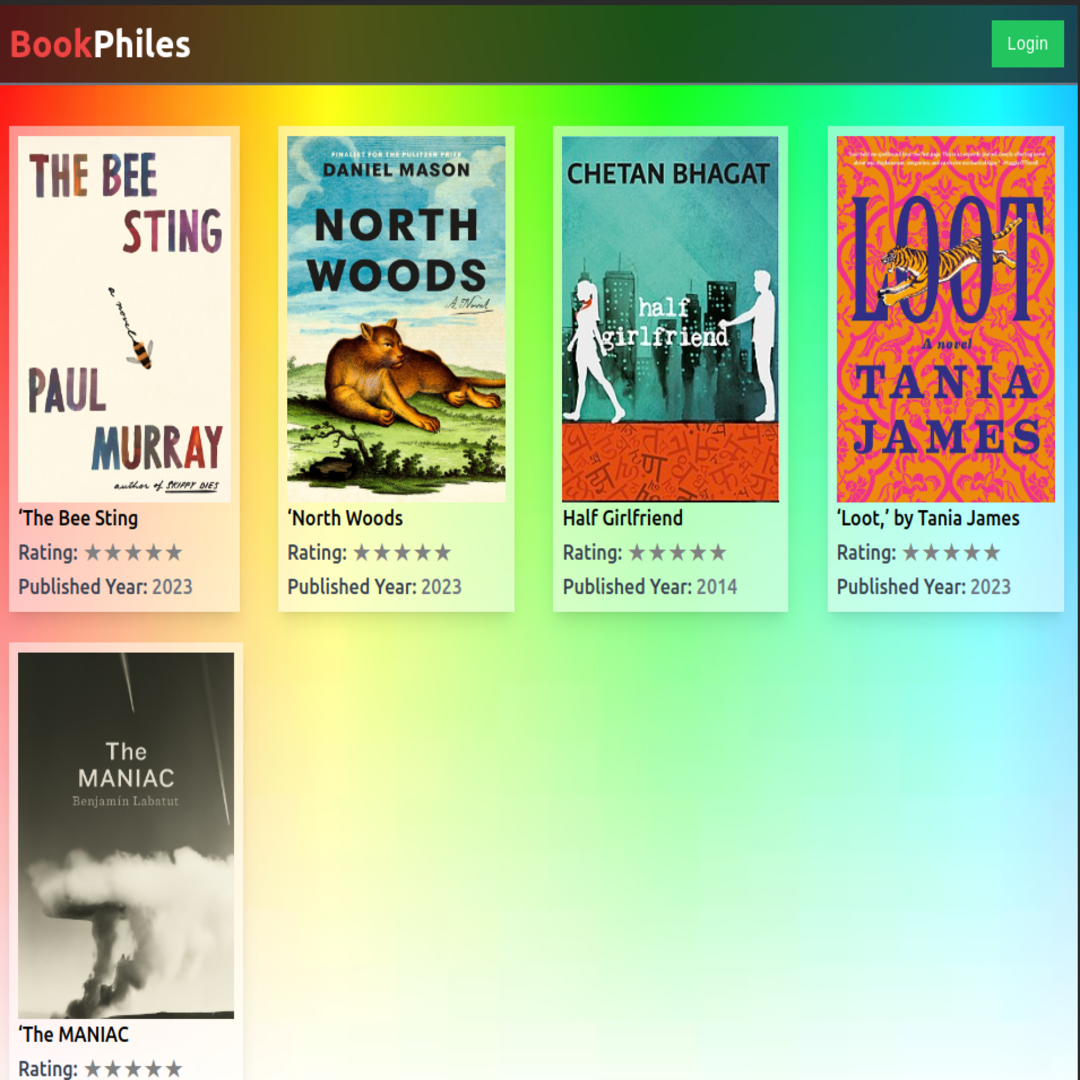 BookPhiles
Login
THE BEE
STING
a novel
PAUL
MURRAY
author of SKIPPY DIES
‘The Bee Sting
Rating: ★★★★★
Published Year: 2023
FINALIST FOR THE PULITZER PRIZE
DANIEL MASON
NORTH
WOODS
A Novel
‘North Woods
Rating: ★★★★★
Published Year: 2023
CHETAN BHAGAT
half
girlfriend
Half Girlfriend
Rating: ★★★★★
Published Year: 2014
LOOT
A novel
TANIA
JAMES
‘Loot,’ by Tania James
Rating: ★★★★★
Published Year: 2023
The
MANIAC
Benjamín Labatut
‘The MANIAC
Rating: ★★★★★